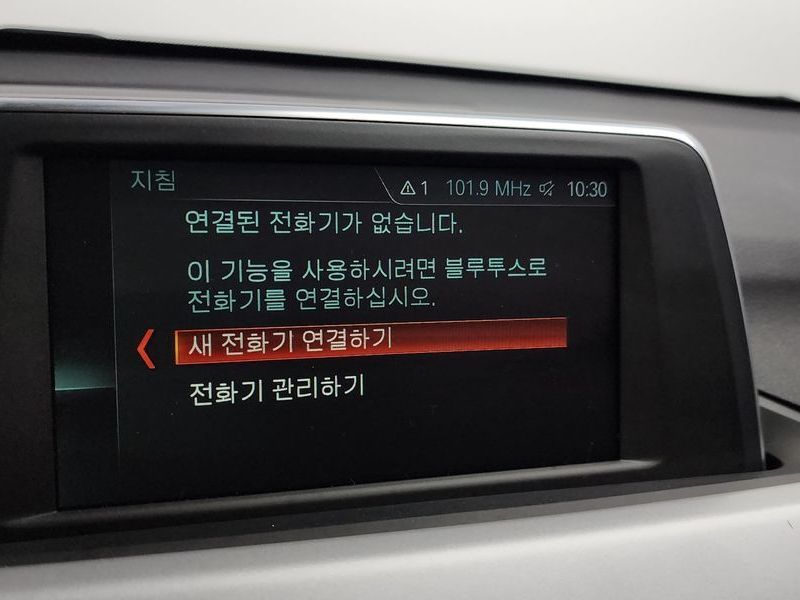 지침 1 101.9 MHz 10:30
연결된 전화기가 없습니다.
이 기능을 사용하시려면 블루투스로
전화기를 연결하십시오.
새 전화기 연결하기
전화기 관리하기